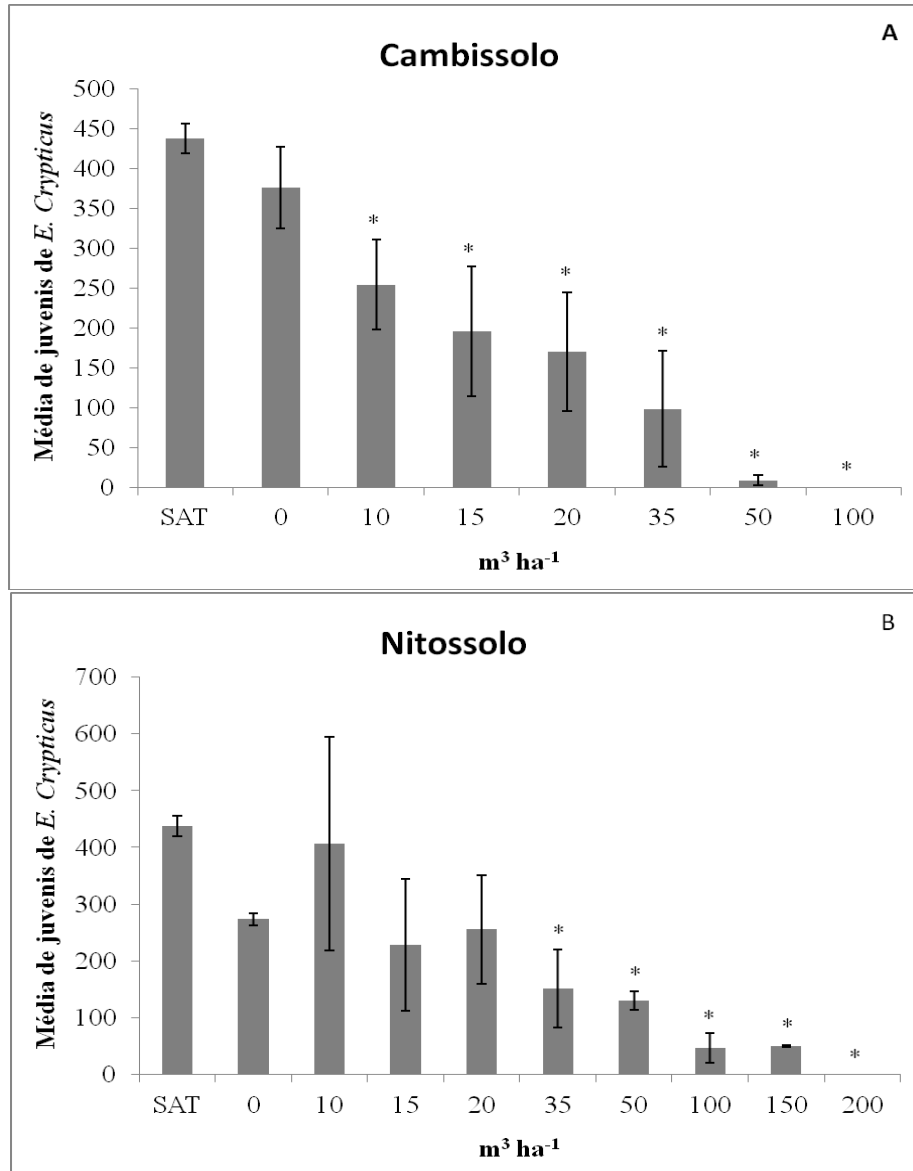 A
Cambissolo
Média de juvenis de E. Crypticus
500
450
400
350
300
250
200
150
100
50
0
* * * * * *
SAT 0 10 15 20 35 50 100
m³ ha⁻¹
B
Nitossolo
Média de juvenis de E. Crypticus
700
600
500
400
300
200
100
0
* * * * *
SAT 0 10 15 20 35 50 100 150 200
m³ ha⁻¹